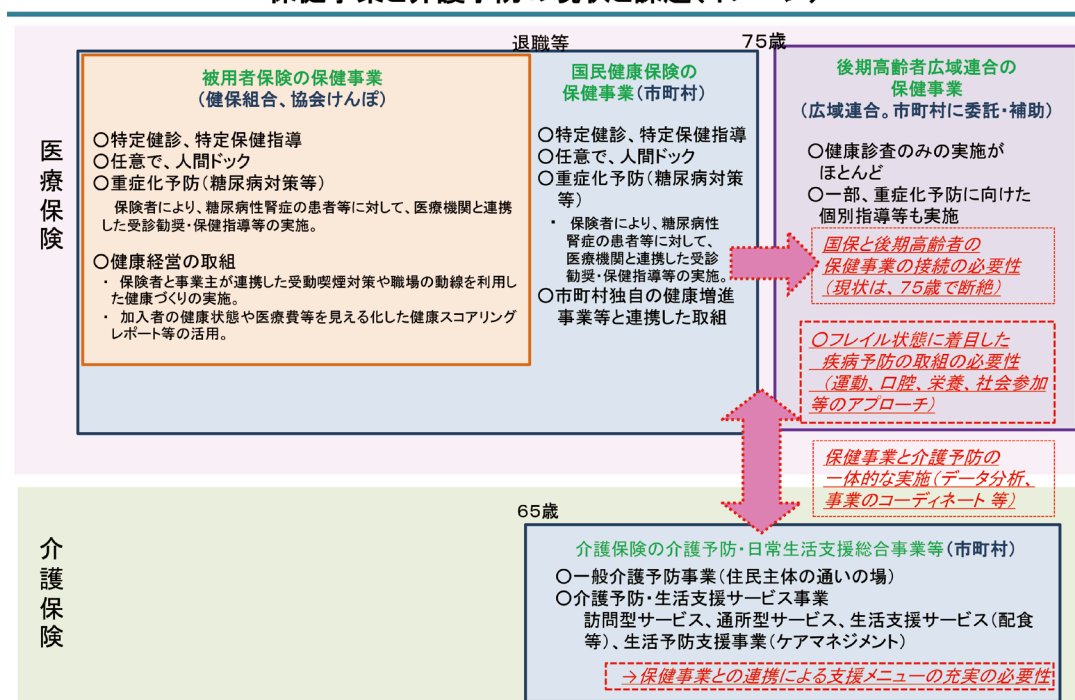 保健事業と介護予防の現状と課題(イメージ)
退職等
75歳
医療保険
被用者保険の保健事業
(健保組合、協会けんぽ)
○特定健診、特定保健指導
○任意で、人間ドック
○重症化予防(糖尿病対策等)
保険者により、糖尿病性腎症の患者等に対して、医療機関と連携
した受診勧奨・保健指導等の実施。
○健康経営の取組
・ 保険者と事業主が連携した受動喫煙対策や職場の動線を利用し
た健康づくりの実施。
・ 加入者の健康状態や医療費等を見える化した健康スコアリング
レポート等の活用。
国民健康保険の
保健事業(市町村)
○特定健診、特定保健指導
○任意で、人間ドック
○重症化予防(糖尿病対策
等)
・ 保険者により、糖尿病性
腎症の患者等に対して、
医療機関と連携した受診
勧奨・保健指導等の実施。
○市町村独自の健康増進
事業等と連携した取組
後期高齢者広域連合の
保健事業
(広域連合。市町村に委託・補助)
○健康診査のみの実施が
ほとんど
○一部、重症化予防に向けた
個別指導等も実施
国保と後期高齢者の
保健事業の接続の必要性
(現状は、75歳で断絶)
○フレイル状態に着目した
疾病予防の取組の必要性
(運動、口腔、栄養、社会参加
等のアプローチ)
保健事業と介護予防の
一体的な実施(データ分析、
事業のコーディネート 等)
介護保険
65歳
介護保険の介護予防・日常生活支援総合事業等(市町村)
○一般介護予防事業(住民主体の通いの場)
○介護予防・生活支援サービス事業
訪問型サービス、通所型サービス、生活支援サービス(配食
等)、生活予防支援事業(ケアマネジメント)
→保健事業との連携による支援メニューの充実の必要性